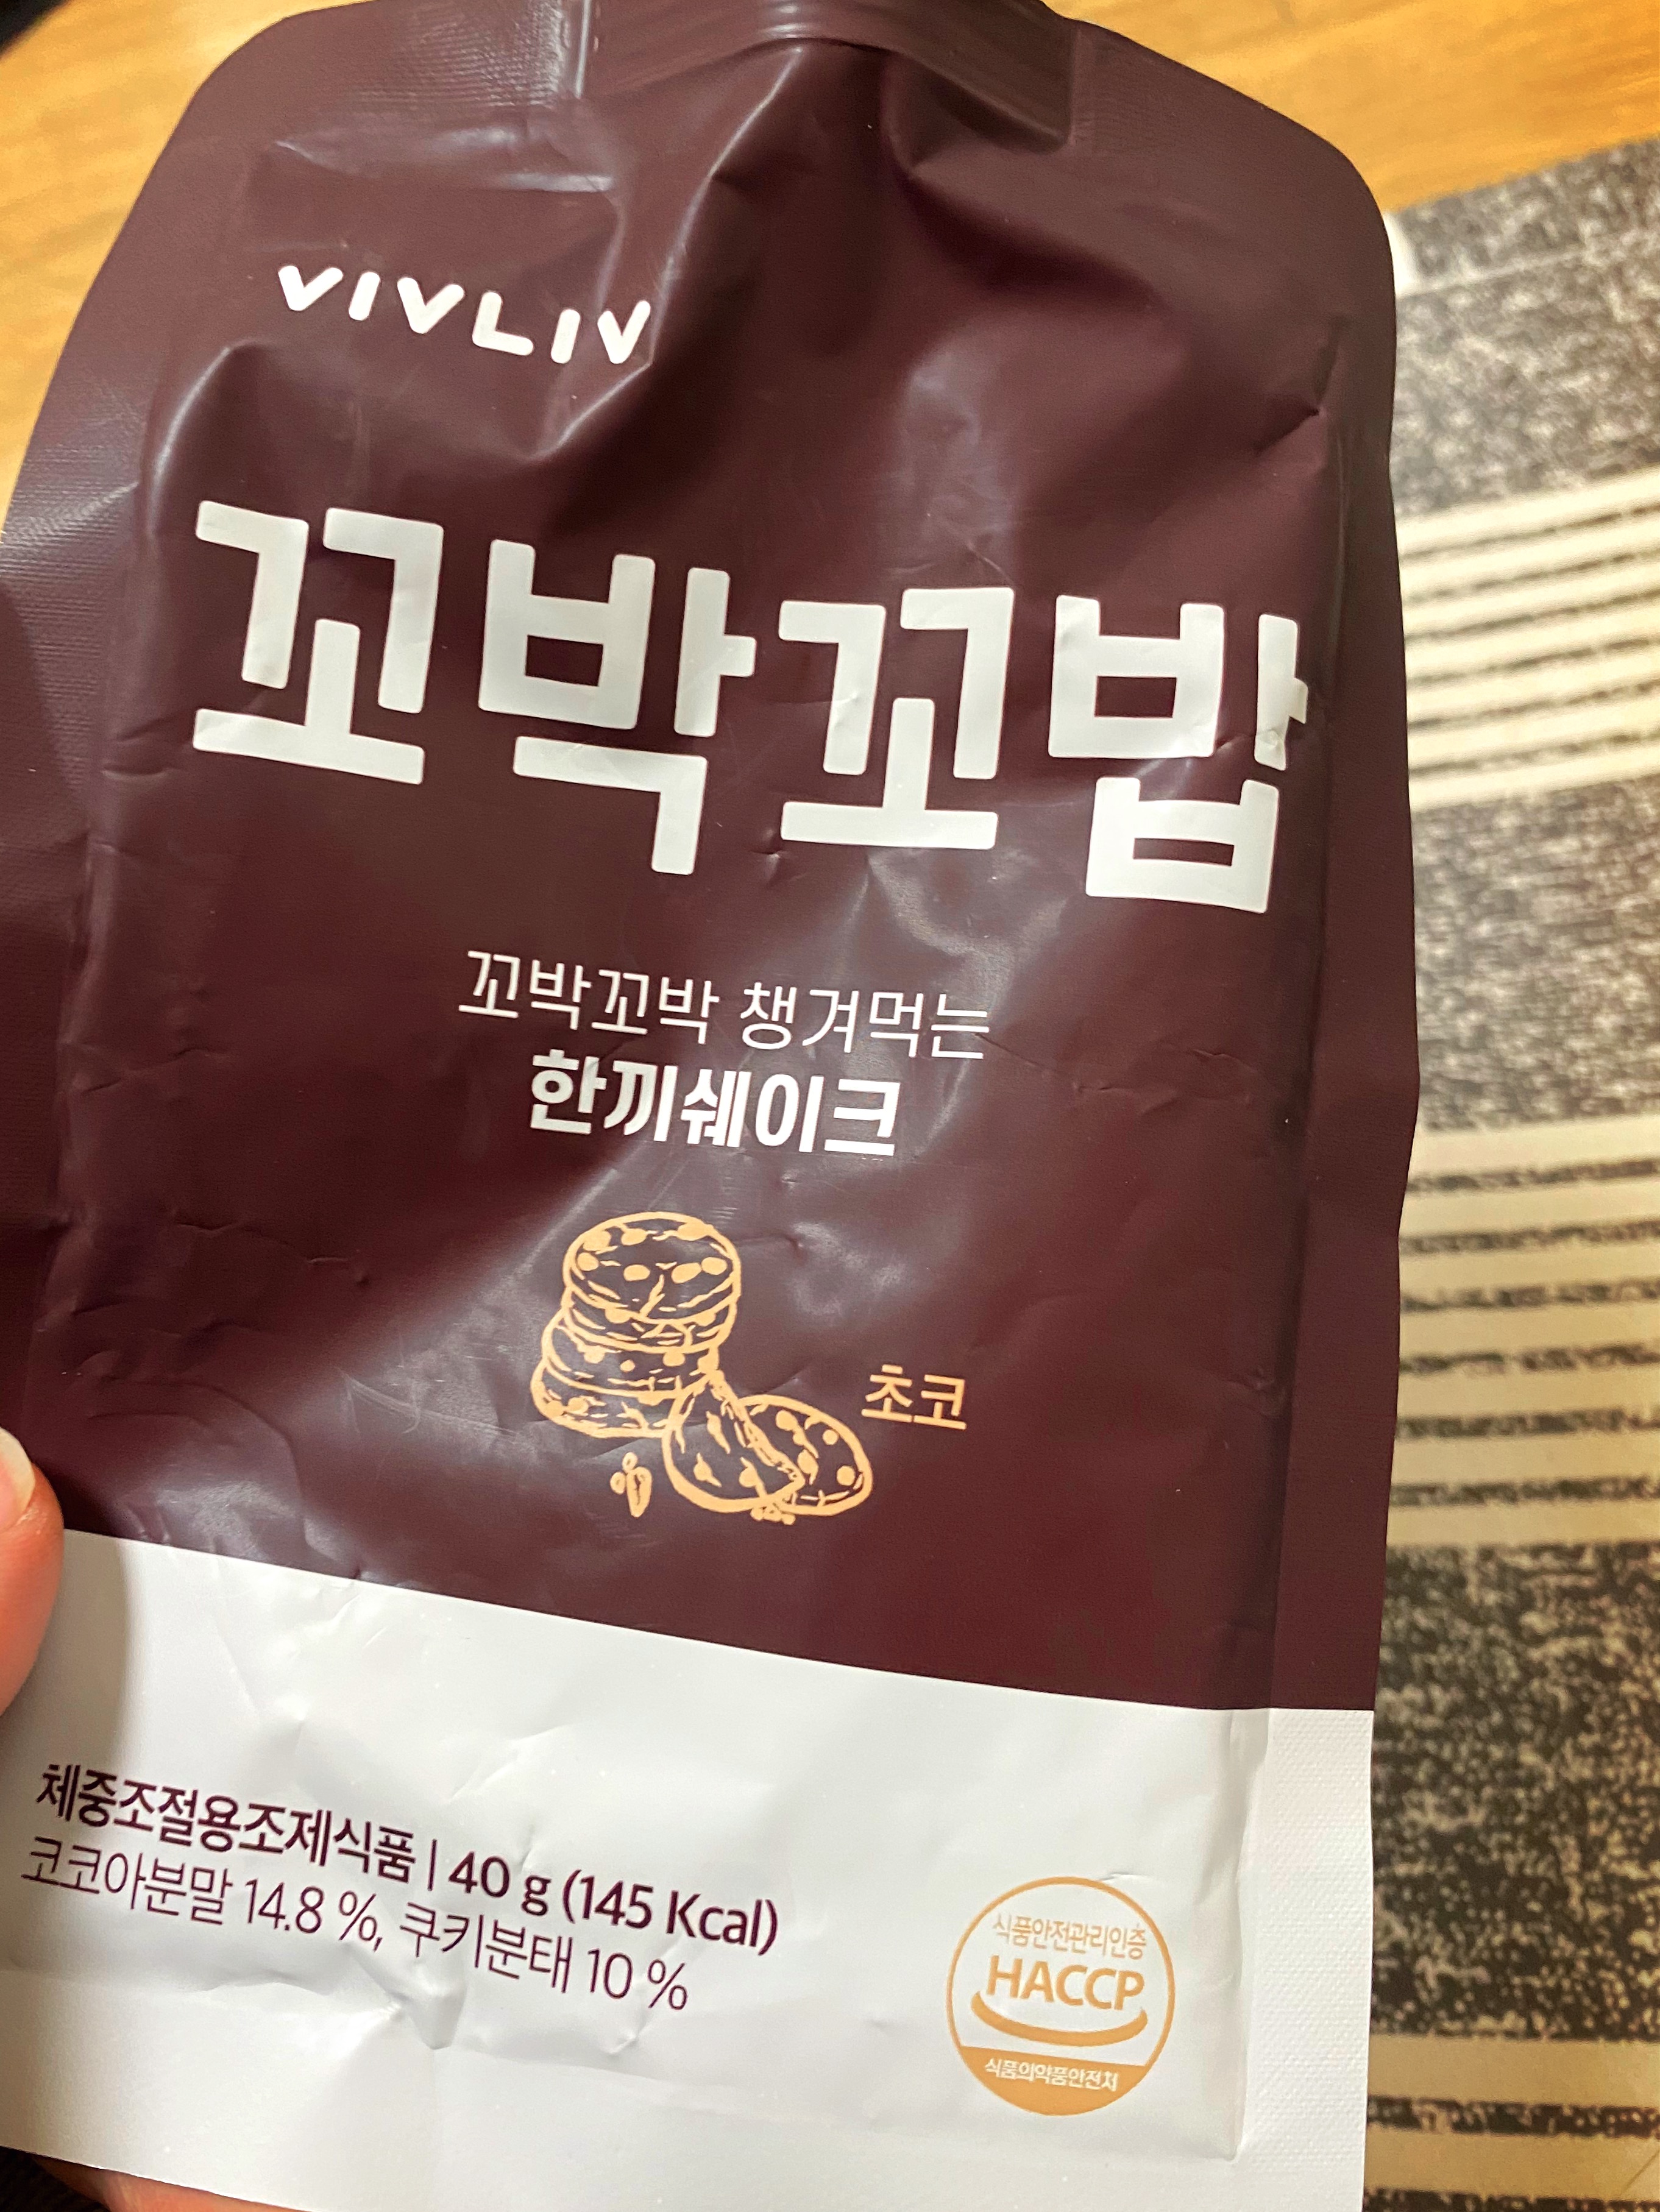 VIVLIV
꼬박꼬밥
꼬박꼬박 챙겨먹는
한끼쉐이크
초코
체중조절용조제식품 | 40 g (145 Kcal)
코코아분말 14.8 %, 쿠키분태 10 %
식품안전관리인증
HACCP
식품의약품안전처